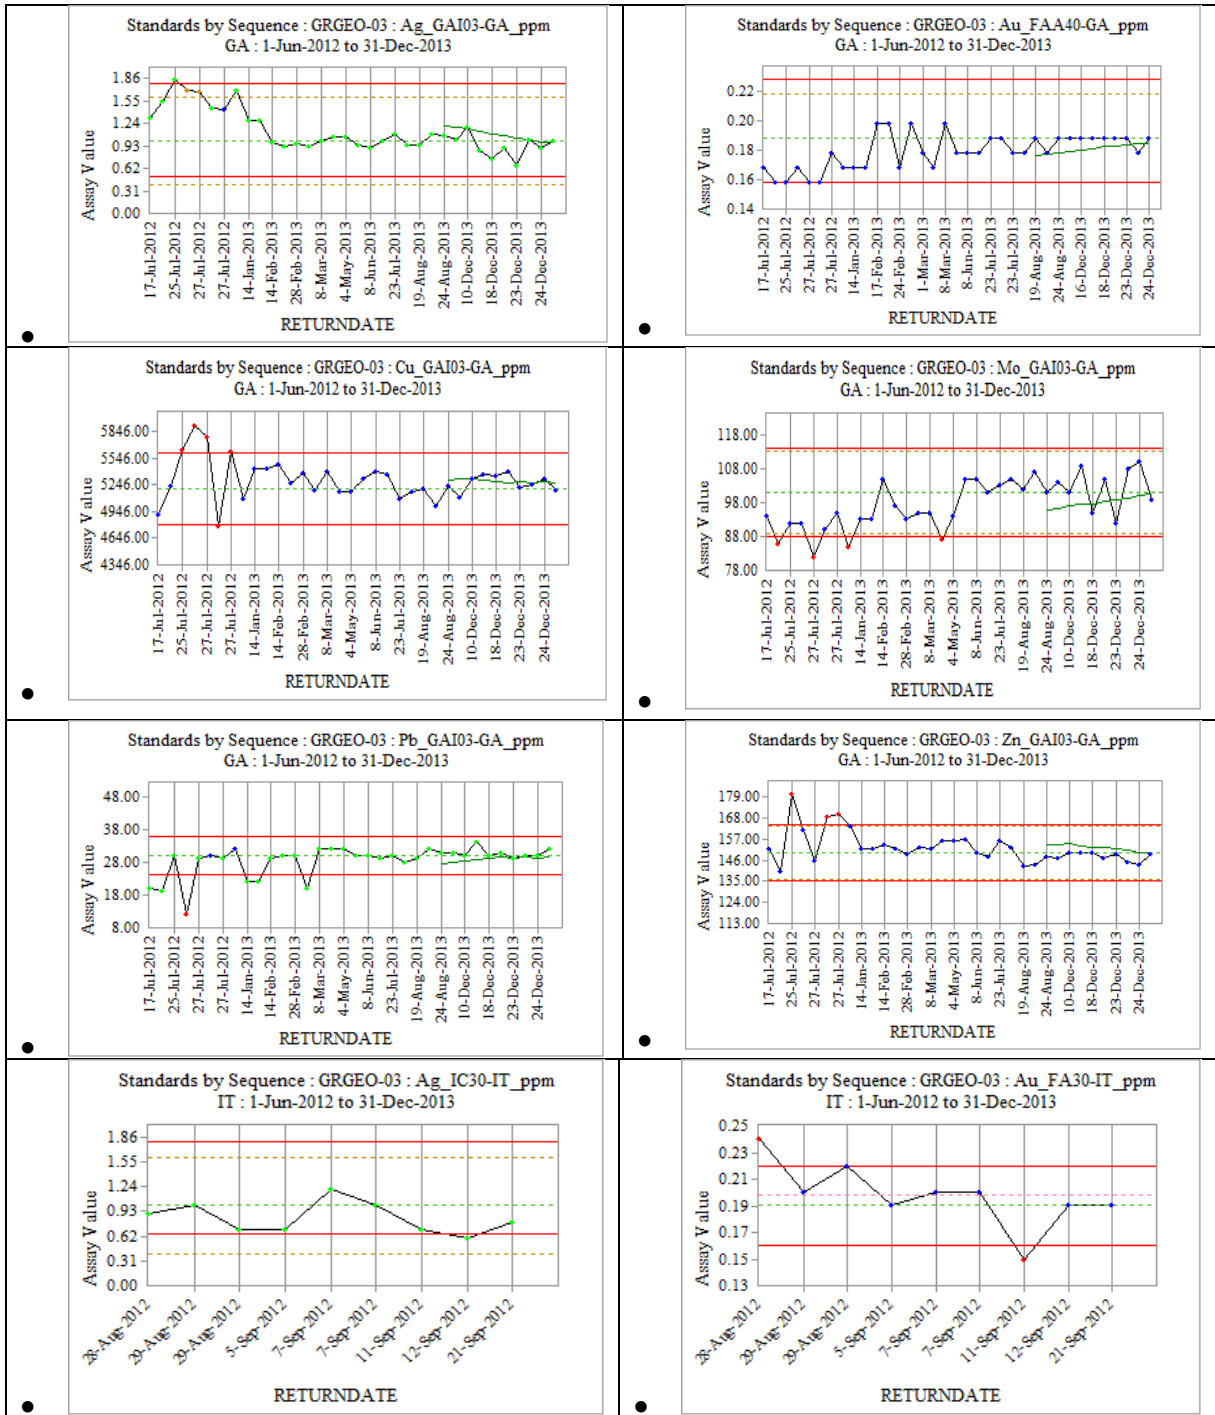 Standards by Sequence : GRGEO-03 : Ag_GAI03-GA_ppm
GA : 1-Jun-2012 to 31-Dec-2013
1.86
1.55
1.24
0.93
0.62
0.31
0.00
Assay Value
17-Jul-2012
25-Jul-2012
27-Jul-2012
27-Jul-2012
14-Jan-2013
14-Feb-2013
28-Feb-2013
8-Mar-2013
4-May-2013
8-Jun-2013
23-Jul-2013
19-Aug-2013
24-Aug-2013
10-Dec-2013
18-Dec-2013
23-Dec-2013
24-Dec-2013
RETURNDATE
Standards by Sequence : GRGEO-03 : Au_FAA40-GA_ppm
GA : 1-Jun-2012 to 31-Dec-2013
0.22
0.20
0.18
0.16
0.14
Assay Value
17-Jul-2012
25-Jul-2012
27-Jul-2012
27-Jul-2012
14-Jan-2013
17-Feb-2013
24-Feb-2013
1-Mar-2013
8-Mar-2013
8-Jun-2013
23-Jul-2013
23-Jul-2013
19-Aug-2013
24-Aug-2013
16-Dec-2013
18-Dec-2013
23-Dec-2013
24-Dec-2013
RETURNDATE
Standards by Sequence : GRGEO-03 : Cu_GAI03-GA_ppm
GA : 1-Jun-2012 to 31-Dec-2013
5846.00
5546.00
5246.00
4946.00
4646.00
4346.00
Assay Value
17-Jul-2012
25-Jul-2012
27-Jul-2012
27-Jul-2012
14-Jan-2013
14-Feb-2013
28-Feb-2013
8-Mar-2013
4-May-2013
8-Jun-2013
23-Jul-2013
19-Aug-2013
24-Aug-2013
10-Dec-2013
18-Dec-2013
23-Dec-2013
24-Dec-2013
RETURNDATE
Standards by Sequence : GRGEO-03 : Mo_GAI03-GA_ppm
GA : 1-Jun-2012 to 31-Dec-2013
118.00
108.00
98.00
88.00
78.00
Assay Value
17-Jul-2012
25-Jul-2012
27-Jul-2012
27-Jul-2012
14-Jan-2013
14-Feb-2013
28-Feb-2013
8-Mar-2013
4-May-2013
8-Jun-2013
23-Jul-2013
19-Aug-2013
24-Aug-2013
10-Dec-2013
18-Dec-2013
23-Dec-2013
24-Dec-2013
RETURNDATE
Standards by Sequence : GRGEO-03 : Pb_GAI03-GA_ppm
GA : 1-Jun-2012 to 31-Dec-2013
48.00
38.00
28.00
18.00
8.00
Assay Value
17-Jul-2012
25-Jul-2012
27-Jul-2012
27-Jul-2012
14-Jan-2013
14-Feb-2013
28-Feb-2013
8-Mar-2013
4-May-2013
8-Jun-2013
23-Jul-2013
19-Aug-2013
24-Aug-2013
10-Dec-2013
18-Dec-2013
23-Dec-2013
24-Dec-2013
RETURNDATE
Standards by Sequence : GRGEO-03 : Zn_GAI03-GA_ppm
GA : 1-Jun-2012 to 31-Dec-2013
179.00
168.00
157.00
146.00
135.00
124.00
113.00
Assay Value
17-Jul-2012
25-Jul-2012
27-Jul-2012
27-Jul-2012
14-Jan-2013
14-Feb-2013
28-Feb-2013
8-Mar-2013
4-May-2013
8-Jun-2013
23-Jul-2013
19-Aug-2013
24-Aug-2013
10-Dec-2013
18-Dec-2013
23-Dec-2013
24-Dec-2013
RETURNDATE
Standards by Sequence : GRGEO-03 : Ag_IC30-IT_ppm
IT : 1-Jun-2012 to 31-Dec-2013
1.86
1.55
1.24
0.93
0.62
0.31
0.00
Assay Value
28-Aug-2012
29-Aug-2012
29-Aug-2012
5-Sep-2012
7-Sep-2012
7-Sep-2012
11-Sep-2012
12-Sep-2012
21-Sep-2012
RETURNDATE
Standards by Sequence : GRGEO-03 : Au_FA30-IT_ppm
IT : 1-Jun-2012 to 31-Dec-2013
0.25
0.23
0.21
0.19
0.17
0.15
0.13
Assay Value
28-Aug-2012
29-Aug-2012
29-Aug-2012
5-Sep-2012
7-Sep-2012
7-Sep-2012
11-Sep-2012
12-Sep-2012
21-Sep-2012
RETURNDATE